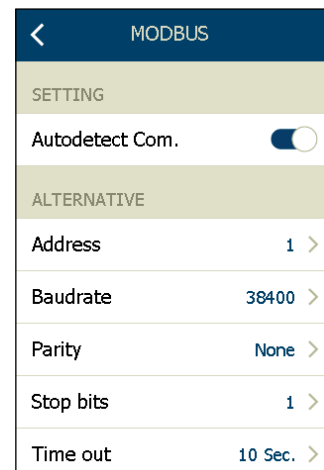 MODBUS
SETTING
Autodetect Com.
ALTERNATIVE
Address 1
Baudrate 38400
Parity None
Stop bits 1
Time out 10 Sec.